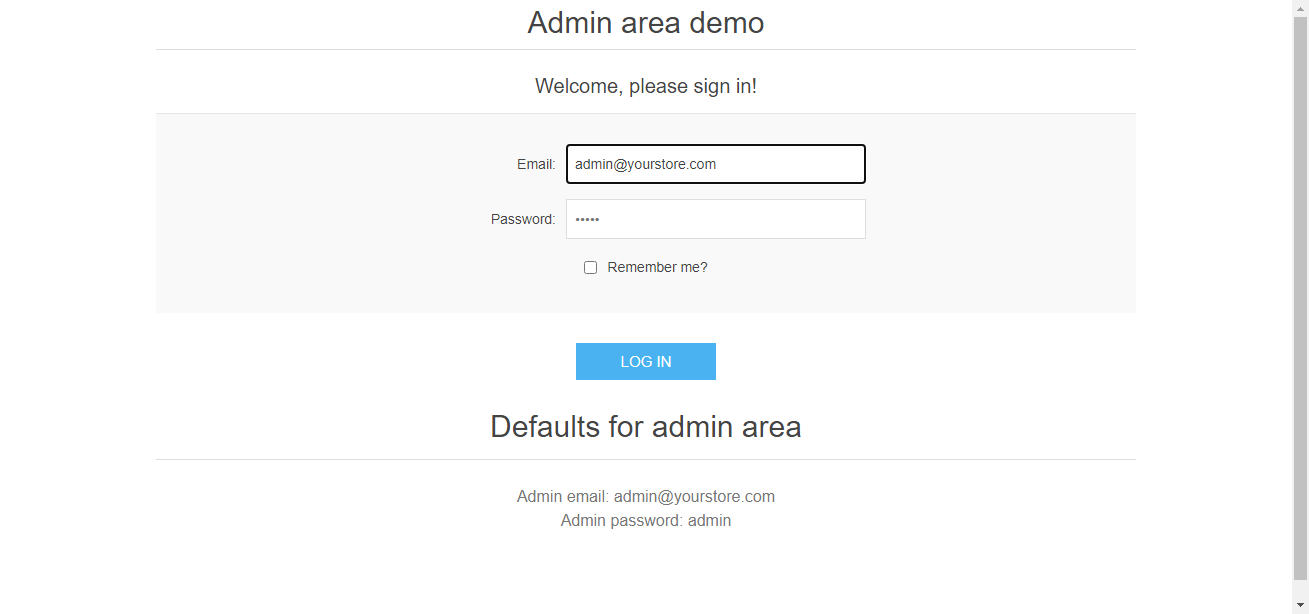 Admin area demo
Welcome, please sign in!
Email: admin@yourstore.com
Password: •••••
Remember me?
LOG IN
Defaults for admin area
Admin email: admin@yourstore.com
Admin password: admin